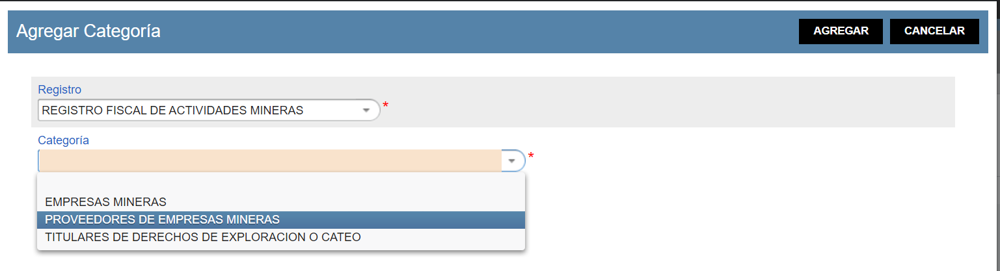 Agregar Categoría
AGREGAR
CANCELAR
Registro
REGISTRO FISCAL DE ACTIVIDADES MINERAS
*
Categoría
*
EMPRESAS MINERAS
PROVEEDORES DE EMPRESAS MINERAS
TITULARES DE DERECHOS DE EXPLORACION O CATEO